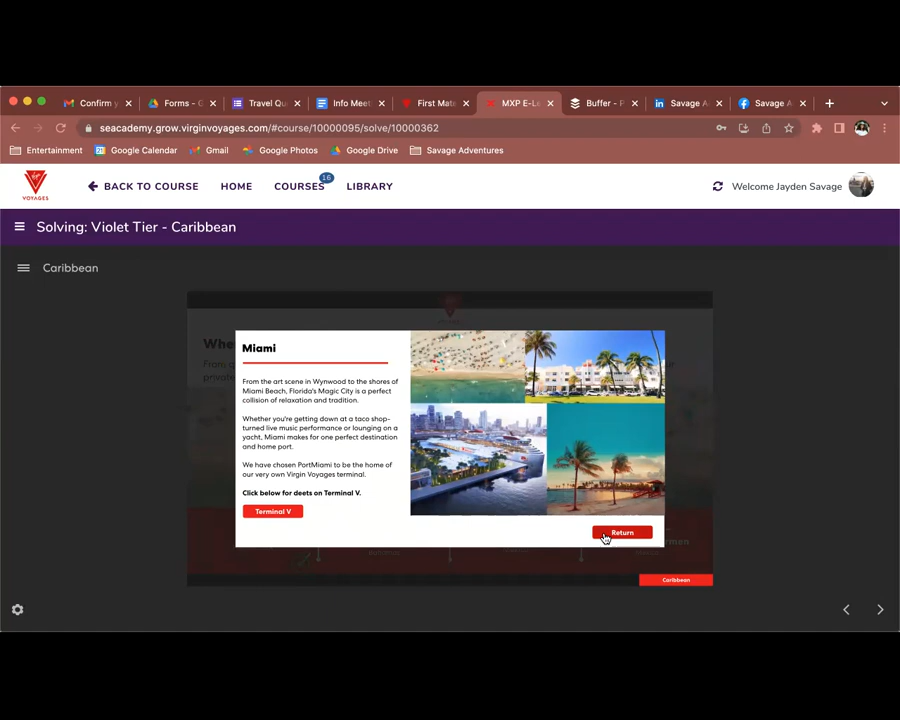 Confirm y
Forms - G
Travel Qu
Info Meet
First Mate
MXP E-Le
Buffer - P
Savage A
Savage A
seacademy.grow.virginvoyages.com/#course/10000095/solve/10000362
Entertainment
Google Calendar
Gmail
Google Photos
Google Drive
Savage Adventures
VOYAGES
BACK TO COURSE
HOME
COURSES
16
LIBRARY
Welcome Jayden Savage
Solving: Violet Tier - Caribbean
Caribbean
Miami
From the art scene in Wynwood to the shores of
Miami Beach, Florida's Magic City is a perfect
collision of relaxation and tradition.
Whether you're getting down at a taco shop-
turned live music performance or lounging on a
yacht, Miami makes for one perfect destination
and home port.
We have chosen PortMiami to be the home of
our very own Virgin Voyages terminal.
Click below for deets on Terminal V.
Terminal V
Return
Caribbean